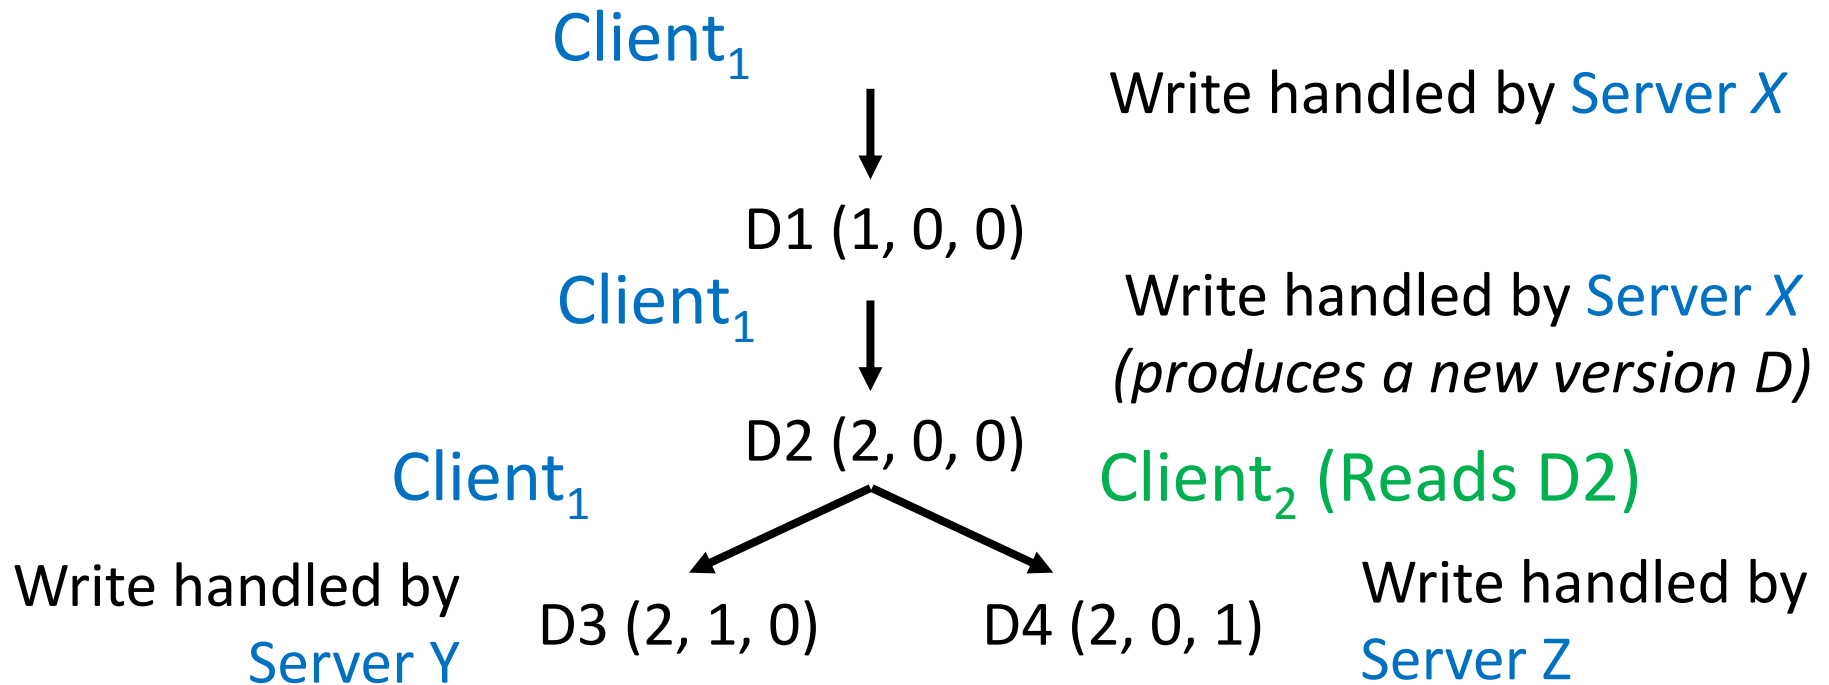 Client₁
Write handled by Server X
D1 (1, 0, 0)
Client₁
Write handled by Server X
(produces a new version D)
D2 (2, 0, 0)
Client₁
Client₂ (Reads D2)
Write handled by
Server Y
D3 (2, 1, 0)
D4 (2, 0, 1)
Write handled by
Server Z